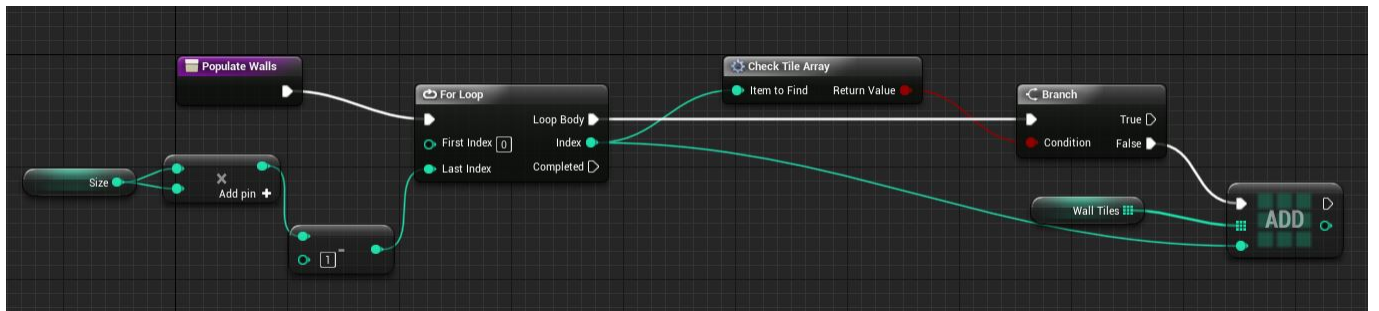 Populate Walls
For Loop
Loop Body
First Index 0
Index
Last Index
Completed
Check Tile Array
Item to Find
Return Value
Branch
True
Condition
False
Size
×
Add pin +
-
1
Wall Tiles
ADD